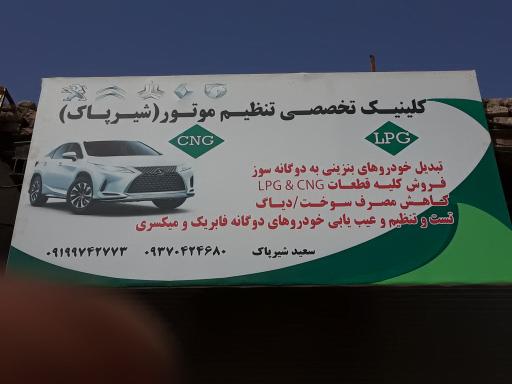 کلینیک تخصصی تنظیم موتور (شیرپاک)
CNG
LPG
تبدیل خودروهای بنزینی به دوگانه سوز
فروش کلیه قطعات LPG & CNG
کاهش مصرف سوخت/دیاگ
تست و تنظیم و عیب یابی خودروهای دوگانه فابریک و میکسری
سعید شیرپاک ۰۹۳۷۰۴۲۴۶۸۰ ۰۹۱۹۹۷۴۲۷۷۳